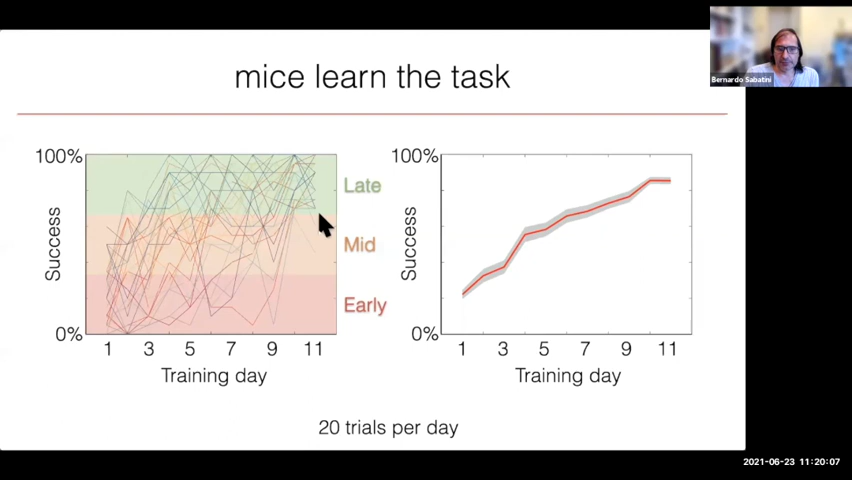 Bernardo Sabatini
mice learn the task
100%
Success
0%
Late
Mid
Early
1 3 5 7 9 11
Training day
100%
Success
0%
1 3 5 7 9 11
Training day
20 trials per day
2021-06-23 11:20:07